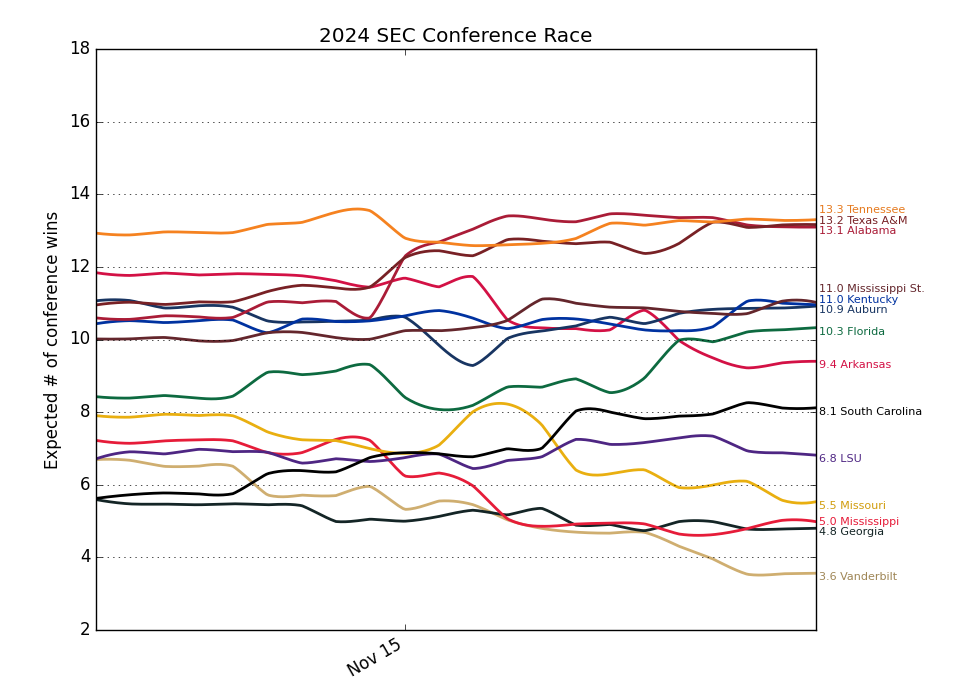 2024 SEC Conference Race
Expected # of conference wins
18
16
14
12
10
8
6
4
2
Nov 15
13.3 Tennessee
13.2 Texas A&M
13.1 Alabama
11.0 Mississippi St.
11.0 Kentucky
10.9 Auburn
10.3 Florida
9.4 Arkansas
8.1 South Carolina
6.8 LSU
5.5 Missouri
5.0 Mississippi
4.8 Georgia
3.6 Vanderbilt